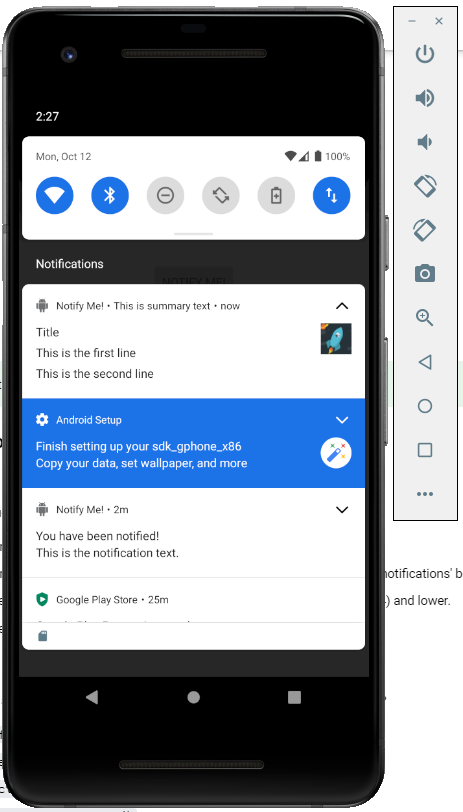 2:27
Mon, Oct 12
100%
Notifications
NOTIFY ME!
Notify Me! • This is summary text • now
Title
This is the first line
This is the second line
Android Setup
Finish setting up your sdk_gphone_x86
Copy your data, set wallpaper, and more
Notify Me! • 2m
You have been notified!
This is the notification text.
notifications' b
) and lower.
Google Play Store • 25m